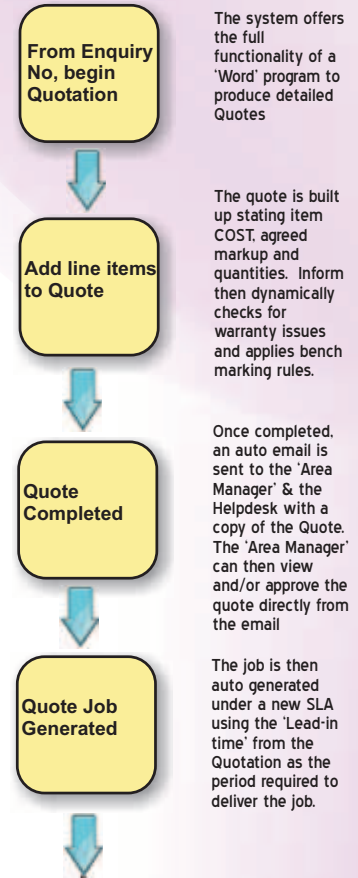 From Enquiry
No, begin
Quotation
The system offers
the full
functionality of a
‘Word’ program to
produce detailed
Quotes
Add line items
to Quote
The quote is built
up stating item
COST, agreed
markup and
quantities. Inform
then dynamically
checks for
warranty issues
and applies bench
marking rules.
Quote
Completed
Once completed,
an auto email is
sent to the ‘Area
Manager’ & the
Helpdesk with a
copy of the Quote.
The ‘Area Manager’
can then view
and/or approve the
quote directly from
the email
Quote Job
Generated
The job is then
auto generated
under a new SLA
using the ‘Lead-in
time’ from the
Quotation as the
period required to
deliver the job.